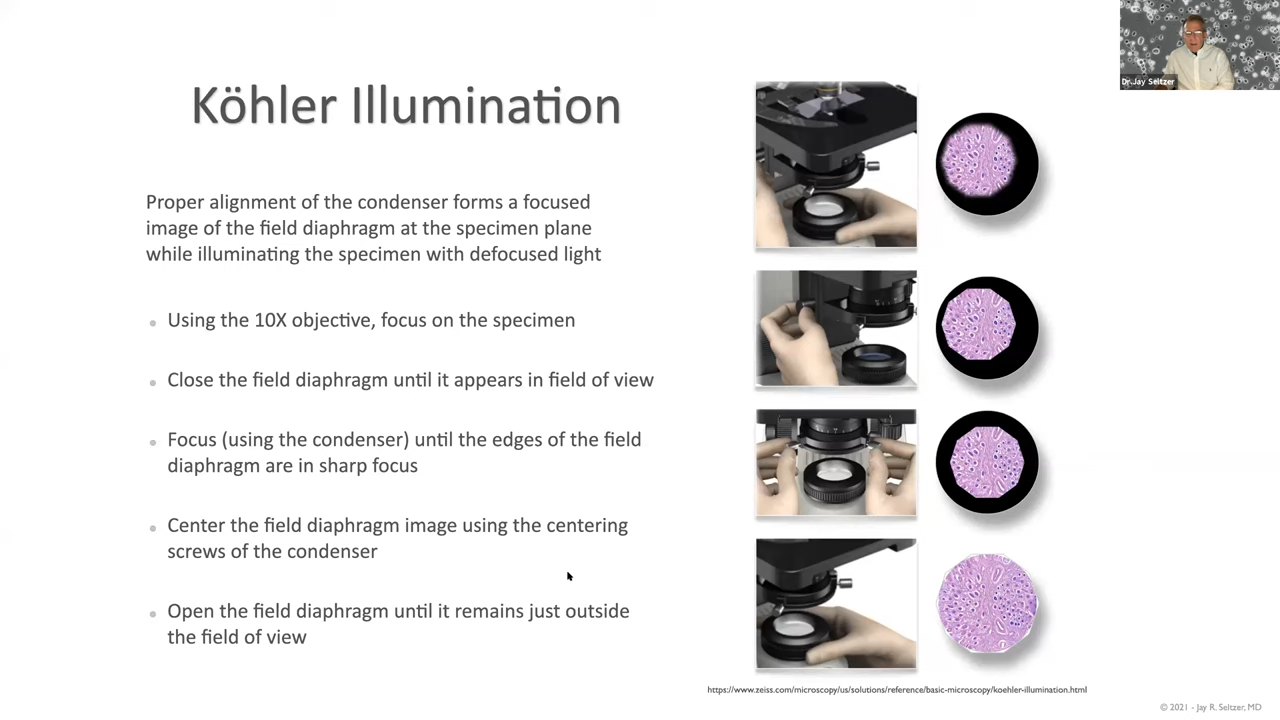 Dr.Jay Seltzer
Köhler Illumination
Proper alignment of the condenser forms a focused
image of the field diaphragm at the specimen plane
while illuminating the specimen with defocused light
Using the 10X objective, focus on the specimen
Close the field diaphragm until it appears in field of view
Focus (using the condenser) until the edges of the field
diaphragm are in sharp focus
Center the field diaphragm image using the centering
screws of the condenser
Open the field diaphragm until it remains just outside
the field of view
https://www.zeiss.com/microscopy/us/solutions/reference/basic-microscopy/koehler-illumination.html
© 2021 - Jay R. Seltzer, MD